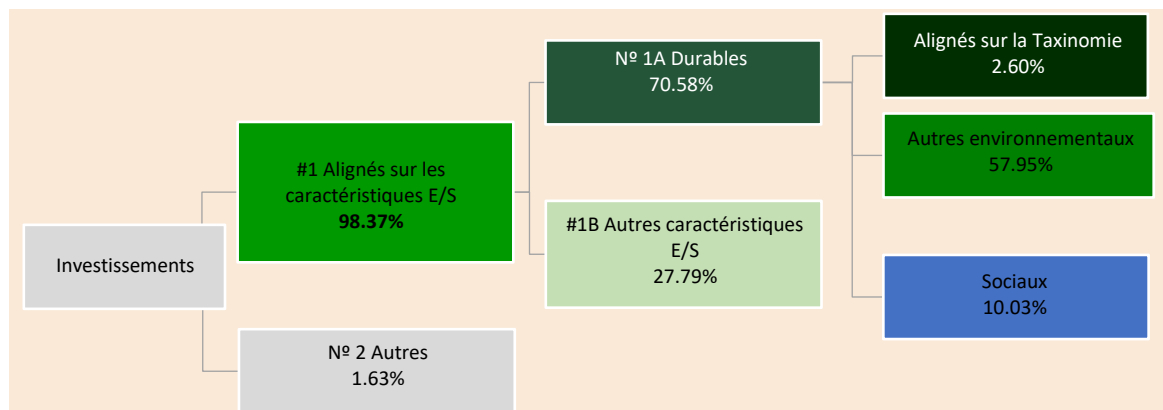 Investissements
#1 Alignés sur les
caractéristiques E/S
98.37%
Nº 2 Autres
1.63%
Nº 1A Durables
70.58%
#1B Autres caractéristiques
E/S
27.79%
Alignés sur la Taxinomie
2.60%
Autres environnementaux
57.95%
Sociaux
10.03%